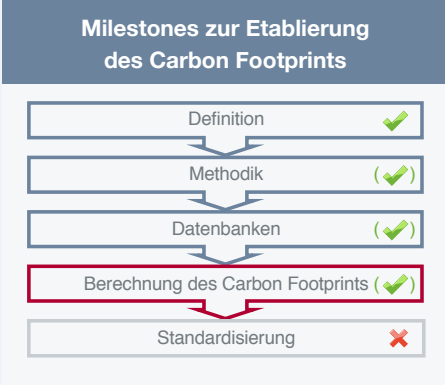 Milestones zur Etablierung
des Carbon Footprints
Definition
Methodik ( )
Datenbanken ( )
Berechnung des Carbon Footprints ( )
Standardisierung